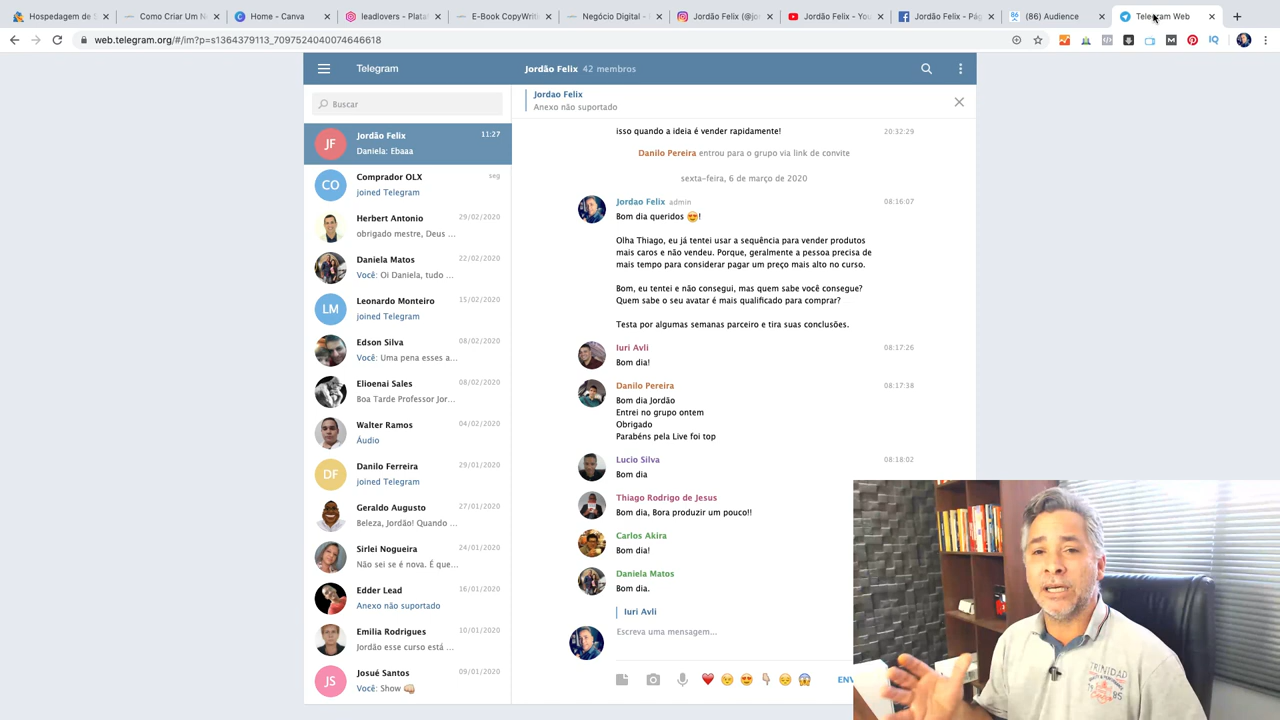 Hospedagem de S
Como Criar Um N
Home - Canva
leadlovers - Plataf
E-Book CopyWrit
Negócio Digital -
Jordão Felix (@jo
Jordão Felix - You
Jordão Felix - Pág
(86) Audience
Telegram Web
web.telegram.org/#/im?p=s1364379113_7097524040074646618
Telegram
Jordão Felix 42 membros
Buscar
Jordao Felix
Anexo não suportado
JF
Jordão Felix 11:27
Daniela: Ebaaa
CO
Comprador OLX seg
joined Telegram
Herbert Antonio 29/02/2020
obrigado mestre, Deus ...
Daniela Matos 22/02/2020
Você: Oi Daniela, tudo ...
LM
Leonardo Monteiro 15/02/2020
joined Telegram
Edson Silva 08/02/2020
Você: Uma pena esses a...
Elioenai Sales 08/02/2020
Boa Tarde Professor Jor...
Walter Ramos 04/02/2020
Áudio
DF
Danilo Ferreira 29/01/2020
joined Telegram
Geraldo Augusto 27/01/2020
Beleza, Jordão! Quando ...
Sirlei Nogueira 24/01/2020
Não sei se é nova. É que...
Edder Lead 16/01/2020
Anexo não suportado
Emilia Rodrigues 10/01/2020
Jordão esse curso está ...
JS
Josué Santos 09/01/2020
Você: Show 👊🏼
isso quando a ideia é vender rapidamente! 20:32:29
Danilo Pereira entrou para o grupo via link de convite
sexta-feira, 6 de março de 2020
Jordao Felix admin 08:16:07
Bom dia queridos 😍!
Olha Thiago, eu já tentei usar a sequência para vender produtos
mais caros e não vendeu. Porque, geralmente a pessoa precisa de
mais tempo para considerar pagar um preço mais alto no curso.
Bom, eu tentei e não consegui, mas quem sabe você consegue?
Quem sabe o seu avatar é mais qualificado para comprar?
Testa por algumas semanas parceiro e tira suas conclusões.
Iuri Avli 08:17:26
Bom dia!
Danilo Pereira 08:17:38
Bom dia Jordão
Entrei no grupo ontem
Obrigado
Parabéns pela Live foi top
Lucio Silva 08:18:02
Bom dia
Thiago Rodrigo de Jesus
Bom dia, Bora produzir um pouco!!
Carlos Akira
Bom dia!
Daniela Matos
Bom dia.
Iuri Avli
Escreva uma mensagem...
ENV
TRINIDAD